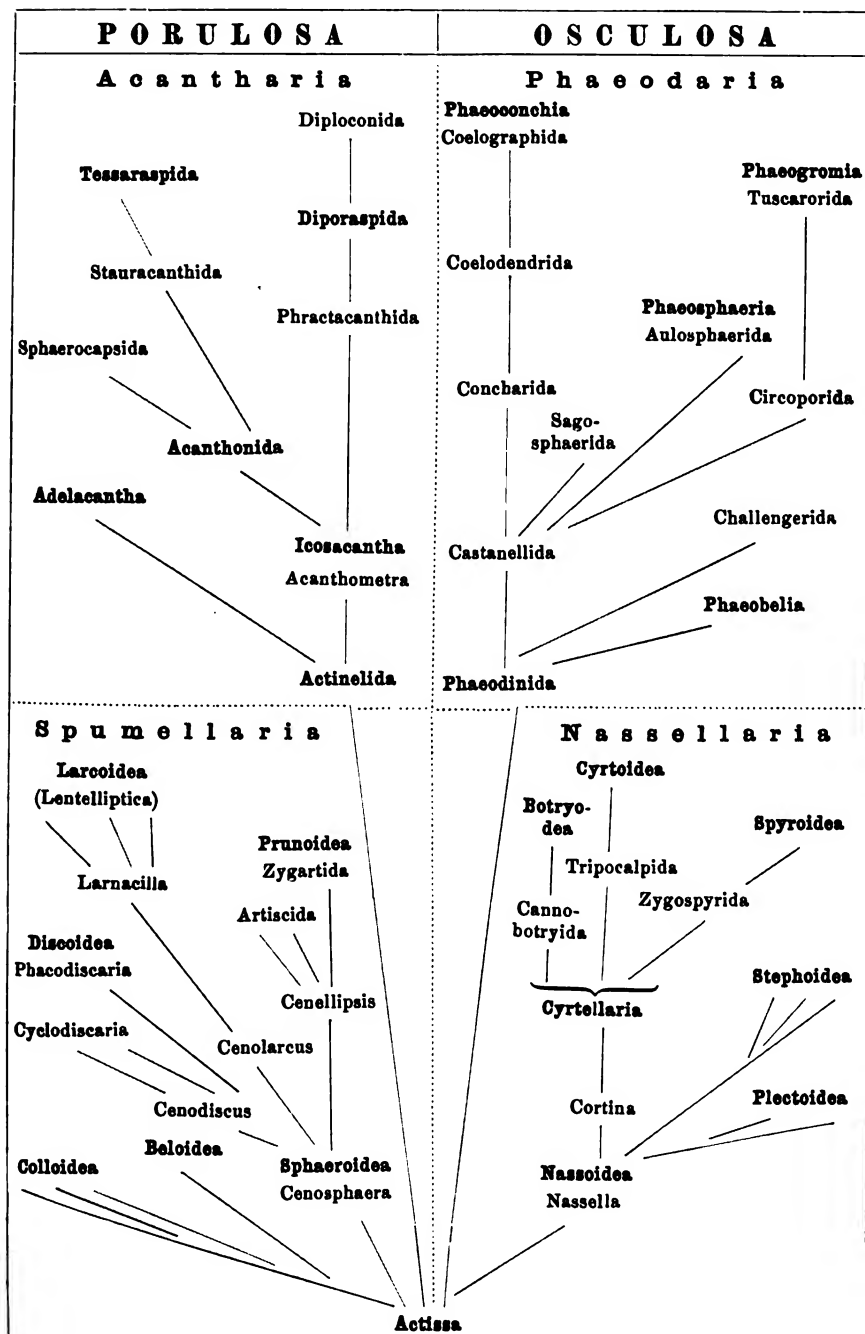 PORULOSA
OSCULOSA
Acantharia
Diploconida
Tessaraspida
Diporaspida
Stauracanthida
Phractacanthida
Sphaerocapsida
Acanthonida
Adelacantha
Icosacantha
Acanthometra
Actinelida
Phaeodaria
Phaeoconchia
Coelographida
Phaeogromia
Tuscarorida
Coelodendrida
Phaeosphaeria
Aulosphaerida
Concharida
Circoporida
Sago-
sphaerida
Challengerida
Castanellida
Phaeobelia
Phaeodinida
Spumellaria
Larcoidea
(Lentelliptica)
Prunoidea
Zygartida
Larnacilla
Artiscida
Discoidea
Phacodiscaria
Cenellipsis
Cyclodiscaria
Cenolarcus
Cenodiscus
Beloidea
Colloidea
Sphaeroidea
Cenosphaera
Nassellaria
Cyrtoidea
Botryo-
dea
Spyroidea
Tripocalpida
Zygospyrida
Canno-
botryida
Stephoidea
Cyrtellaria
Plectoidea
Cortina
Nassoidea
Nassella
Actissa